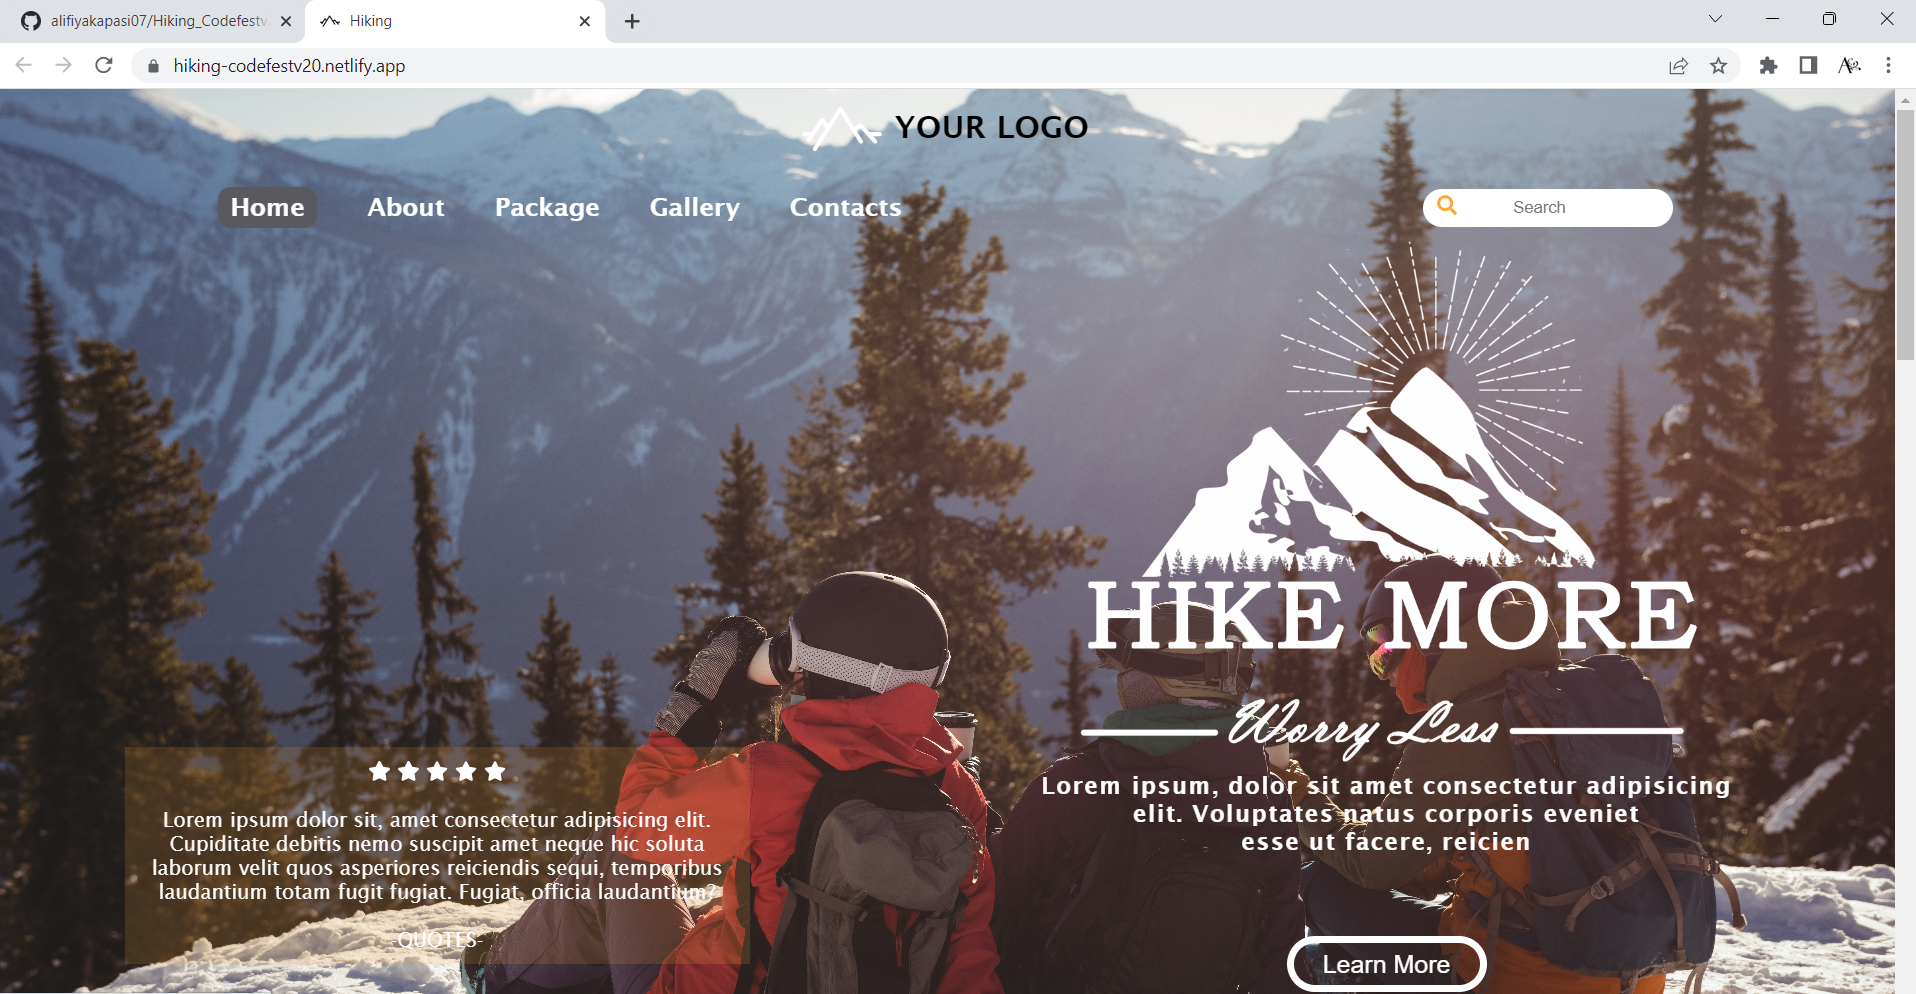 alifiyakapasi07/Hiking_Codefestv
Hiking
hiking-codefestv20.netlify.app
YOUR LOGO
Home About Package Gallery Contacts
Search
HIKE MORE
Worry Less
Lorem ipsum, dolor sit amet consectetur adipisicing
elit. Voluptates natus corporis eveniet
esse ut facere, reicien
Learn More
Lorem ipsum dolor sit, amet consectetur adipisicing elit.
Cupiditate debitis nemo suscipit amet neque hic soluta
laborum velit quos asperiores reiciendis sequi, temporibus
laudantium totam fugit fugiat. Fugiat, officia laudantium?
-QUOTES-